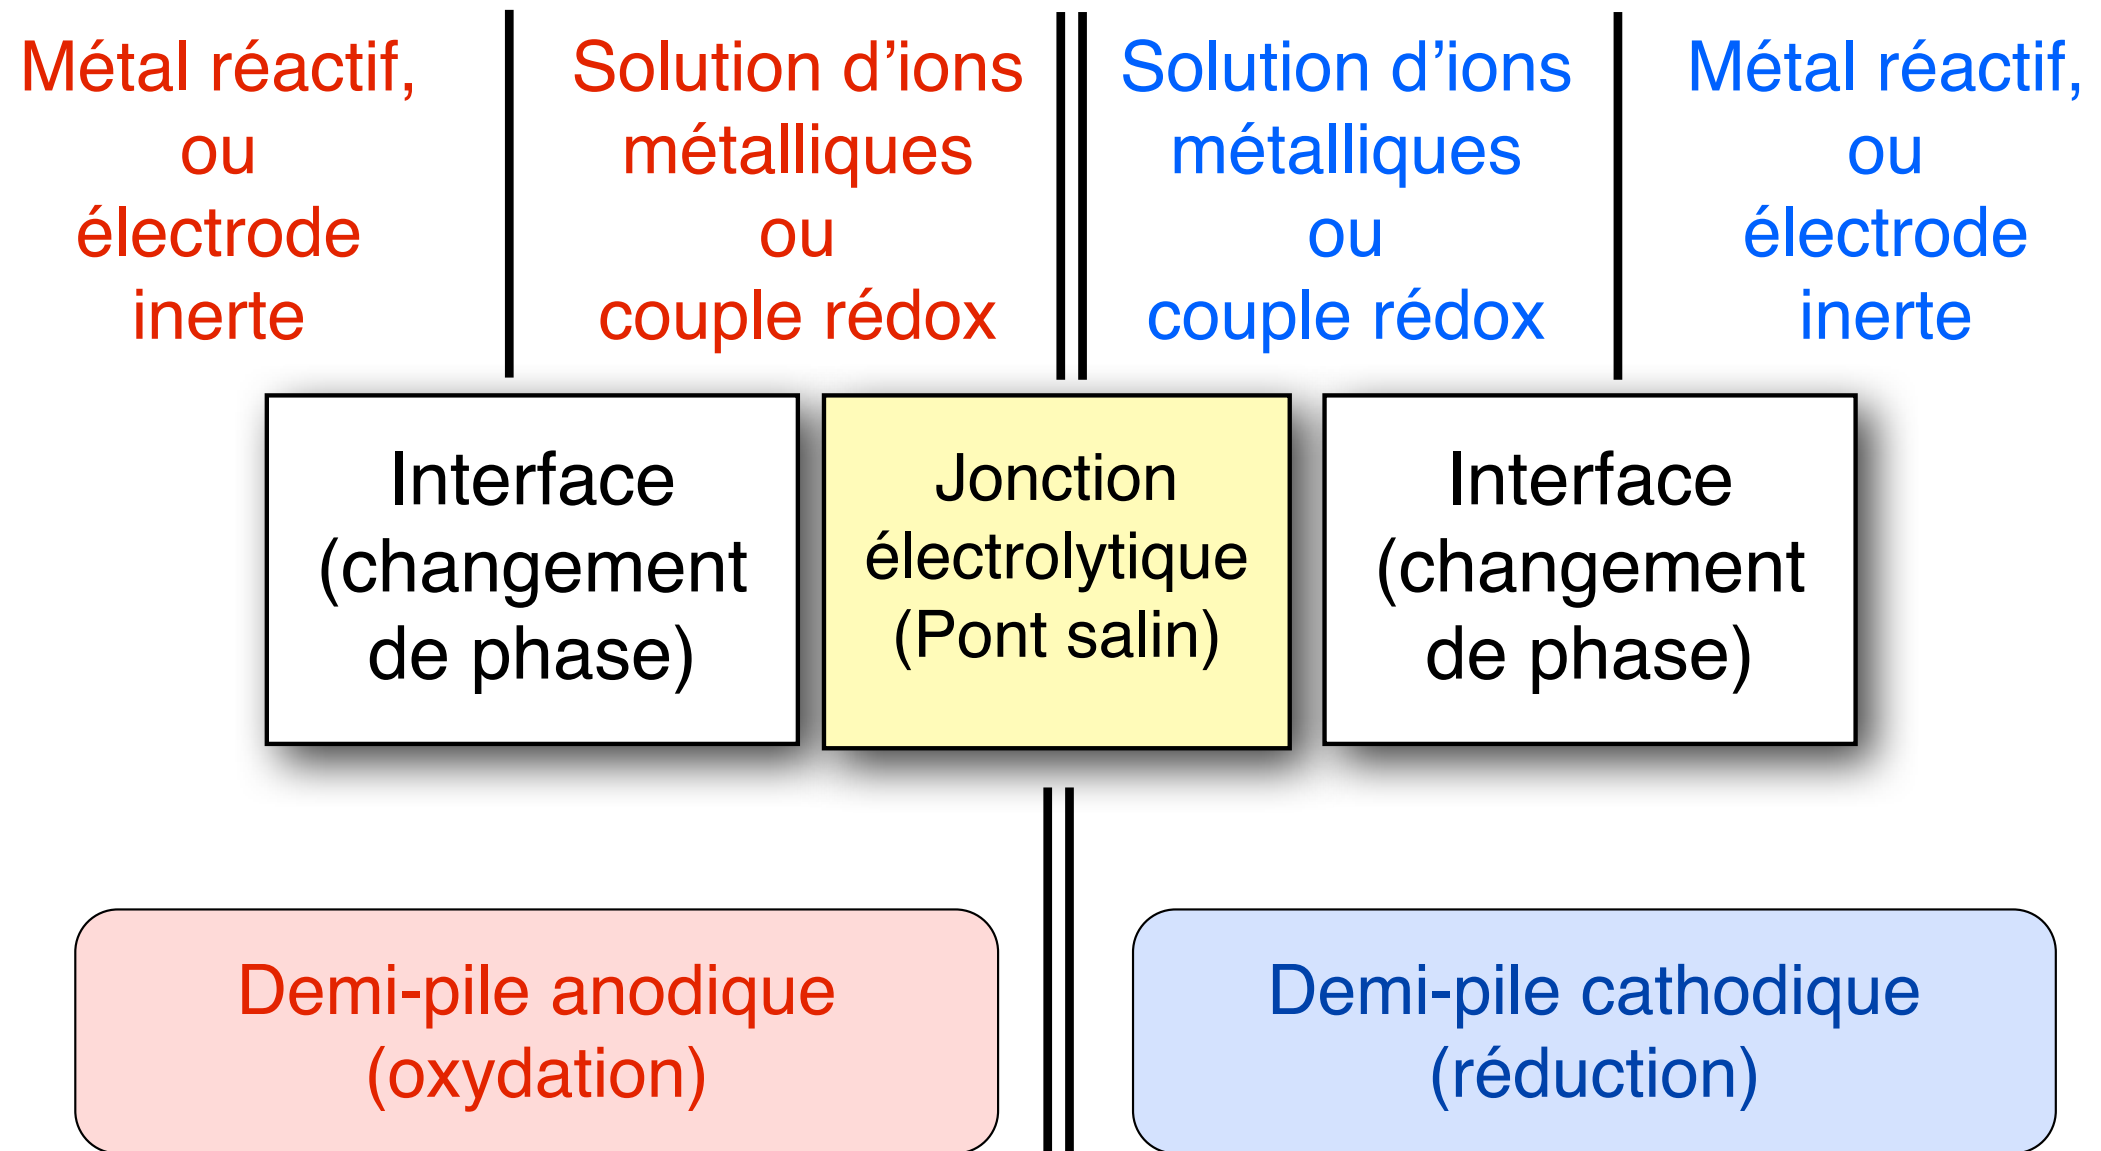 Métal réactif,
ou
électrode
inerte
Solution d’ions
métalliques
ou
couple rédox
Solution d’ions
métalliques
ou
couple rédox
Métal réactif,
ou
électrode
inerte
Interface
(changement
de phase)
Jonction
électrolytique
(Pont salin)
Interface
(changement
de phase)
Demi-pile anodique
(oxydation)
Demi-pile cathodique
(réduction)